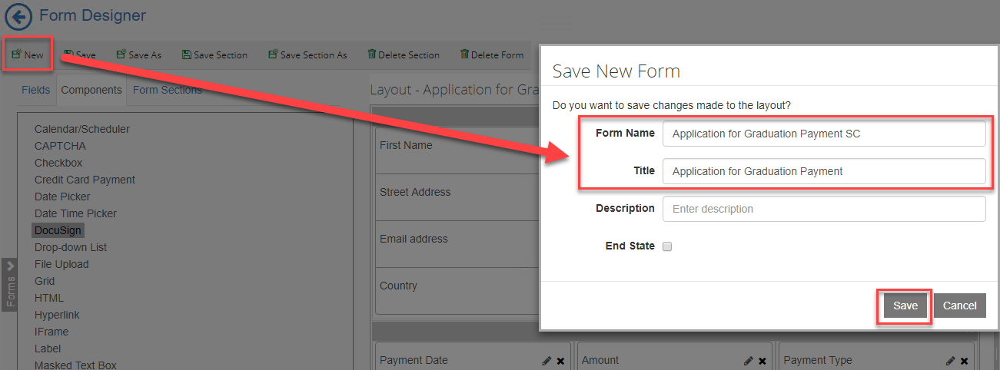 Form Designer
New Save Save As Save Section Save Section As Delete Section Delete Form
Fields Components Form Sections
Calendar/Scheduler
CAPTCHA
Checkbox
Credit Card Payment
Date Picker
Date Time Picker
DocuSign
Drop-down List
File Upload
Grid
HTML
Hyperlink
IFrame
Label
Masked Text Box
Forms
Layout - Application for Gra
First Name
Street Address
Email address
Country
Payment Date Amount Payment Type
Save New Form
Do you want to save changes made to the layout?
Form Name Application for Graduation Payment SC
Title Application for Graduation Payment
Description Enter description
End State
Save Cancel